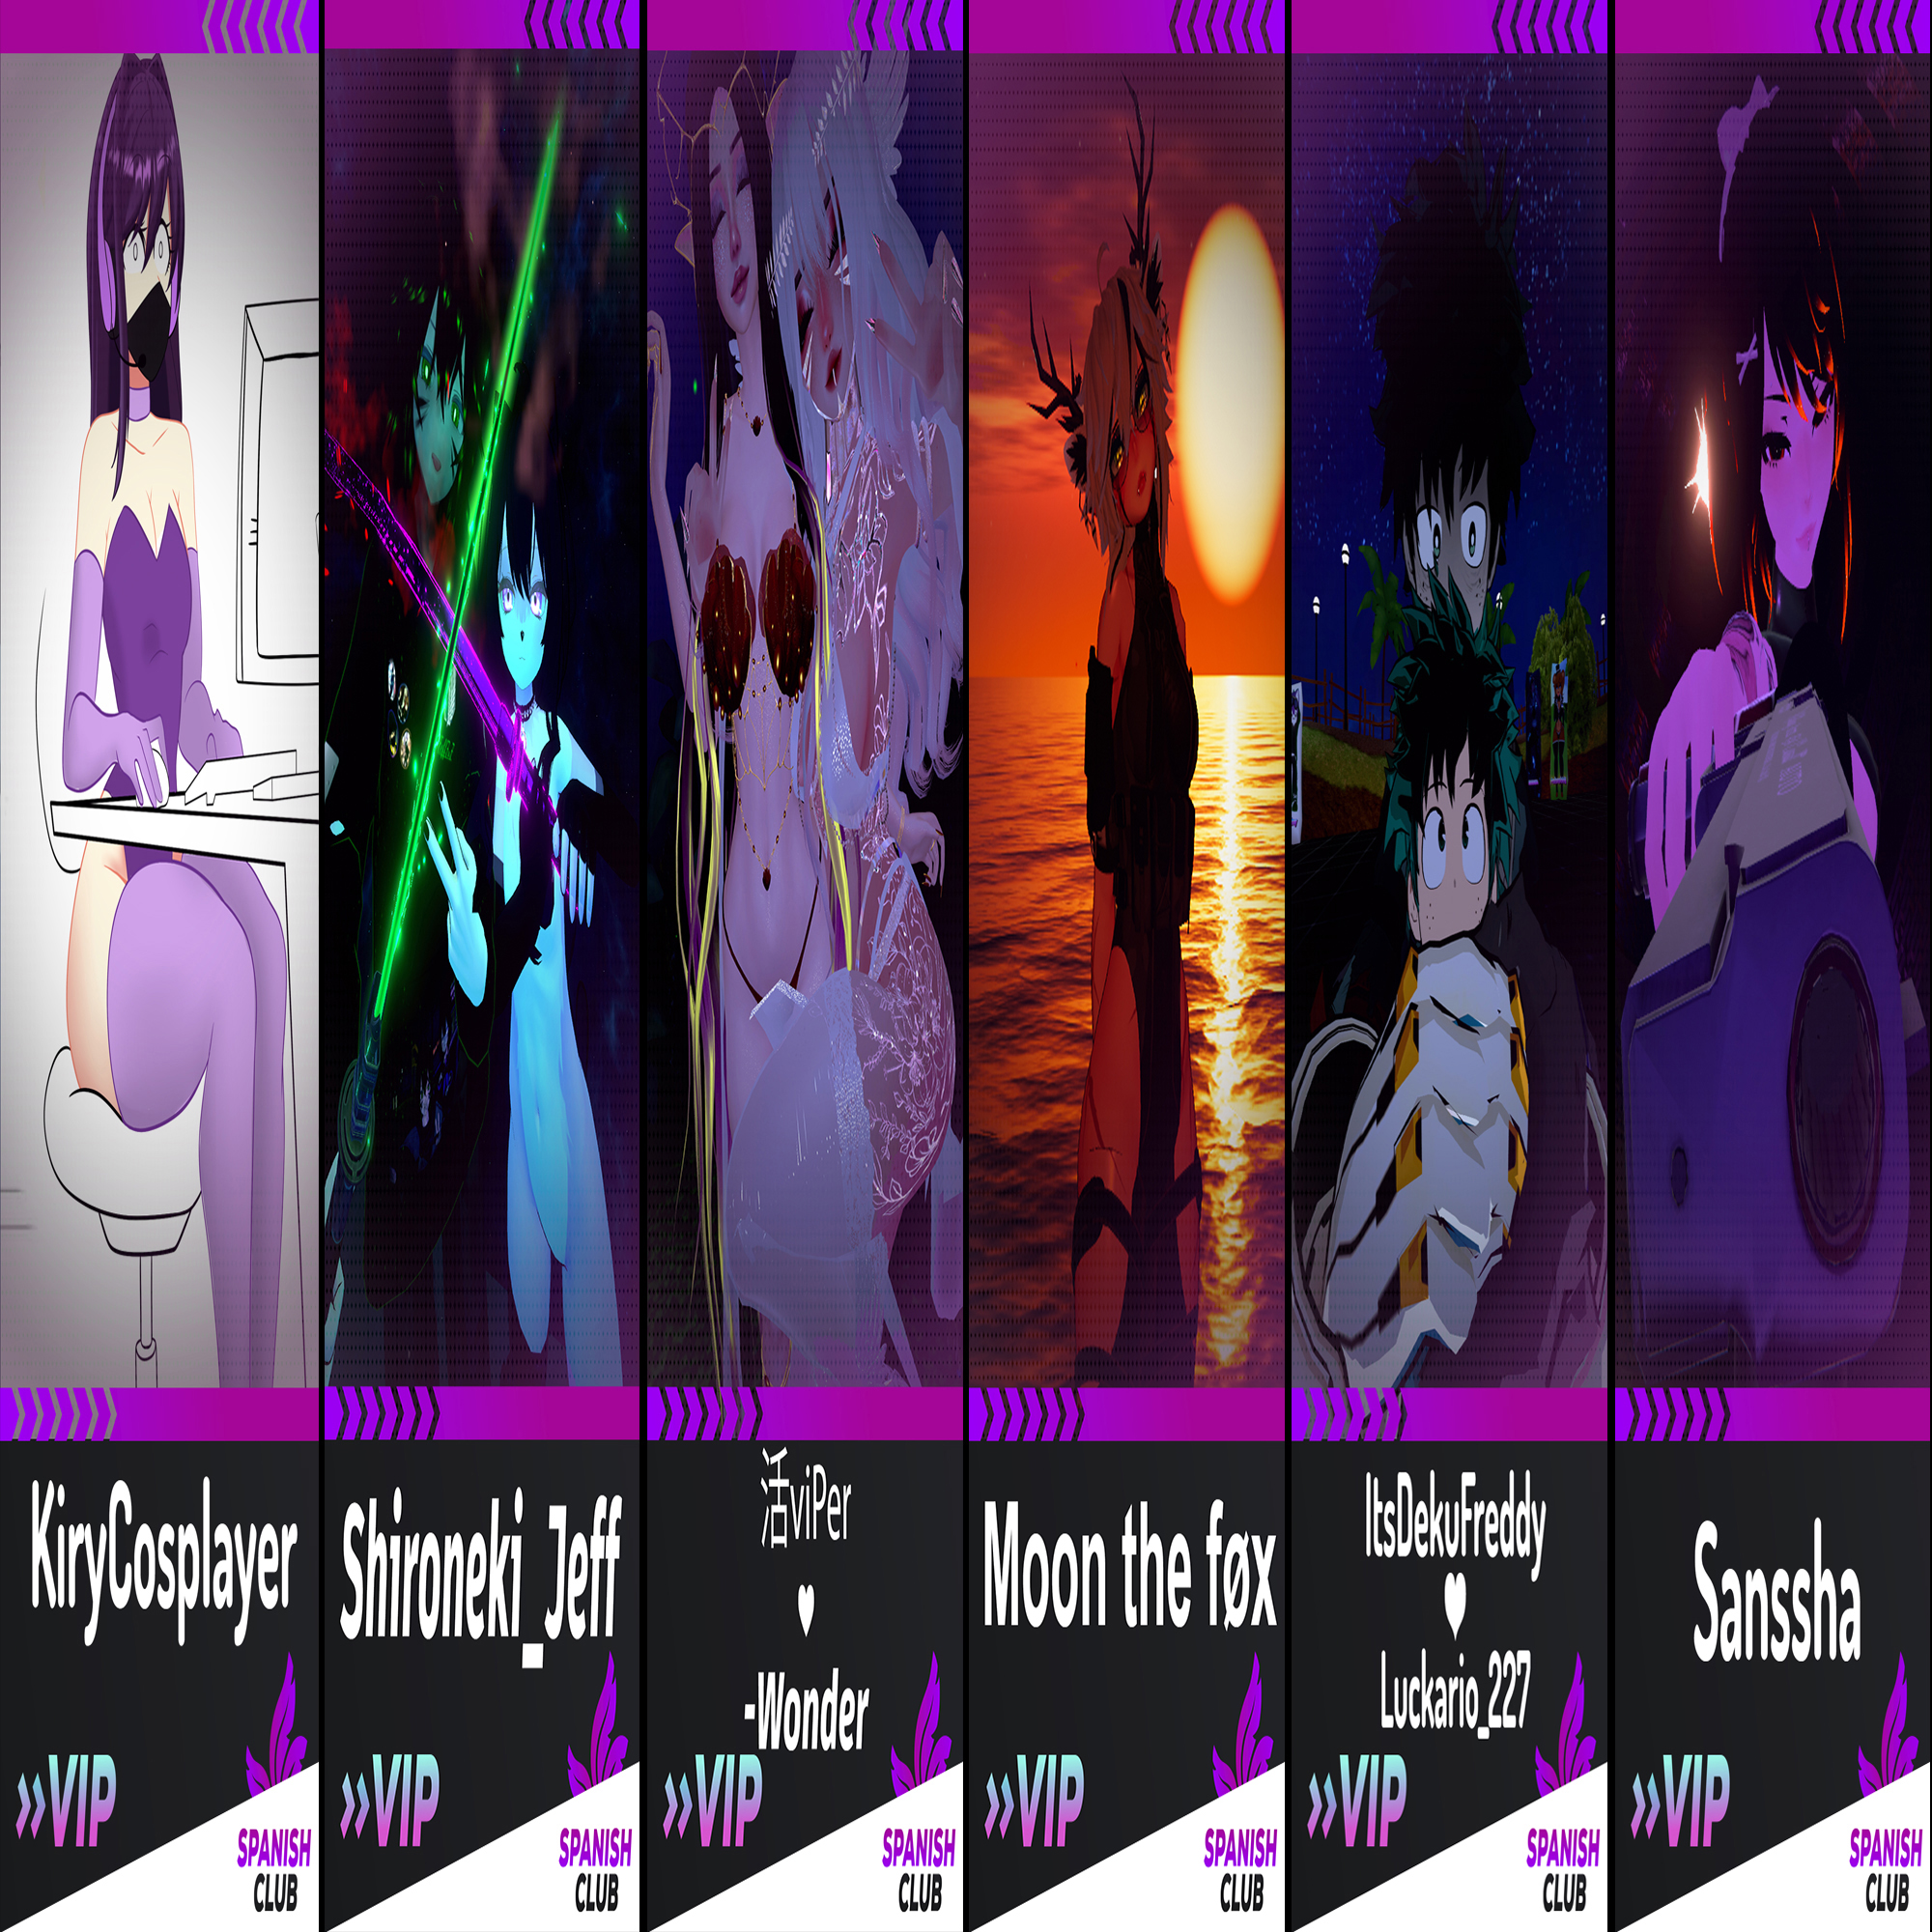 KiryCosplayer
»VIP
SPANISH
CLUB
Shironeki_Jeff
»VIP
SPANISH
CLUB
活viPer
♥
-Wonder
»VIP
SPANISH
CLUB
Moon the føx
»VIP
SPANISH
CLUB
ItsDekuFreddy
♥
Luckario_227
»VIP
SPANISH
CLUB
Sanssha
»VIP
SPANISH
CLUB